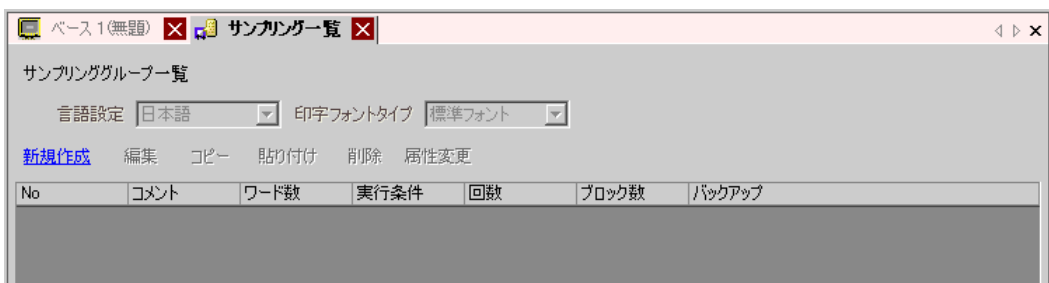 ベース1(無題) サンプリング一覧
サンプリンググループ一覧
言語設定 日本語 印字フォントタイプ 標準フォント
新規作成 編集 コピー 貼り付け 削除 属性変更
No コメント ワード数 実行条件 回数 ブロック数 バックアップ